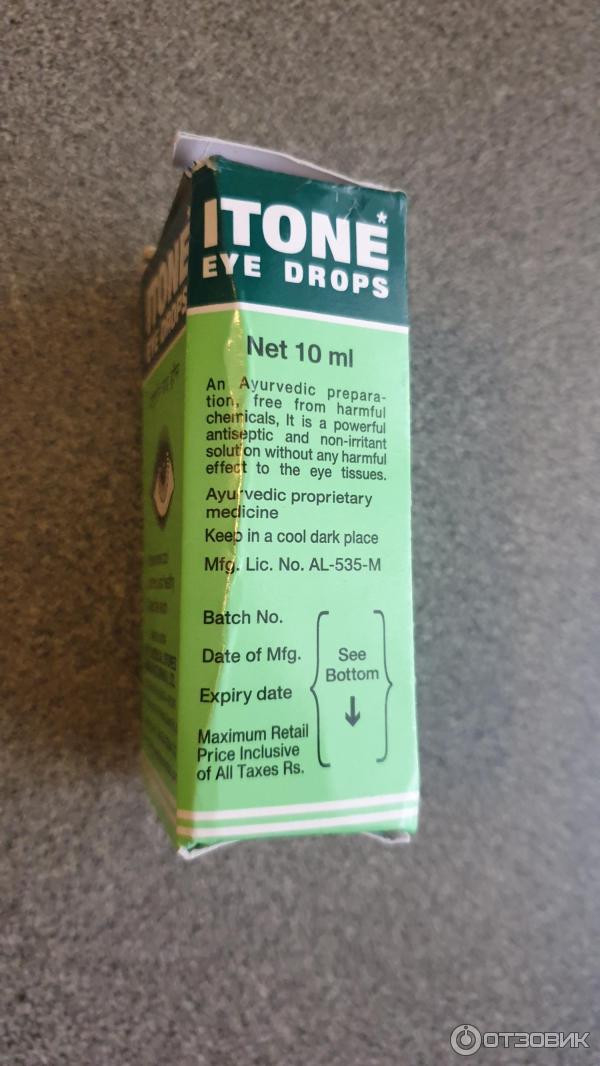 ITONE*
EYE DROPS
Net 10 ml
An Ayurvedic prepara-
tion, free from harmful
chemicals, It is a powerful
antiseptic and non-irritant
solution without any harmful
effect to the eye tissues.
Ayurvedic proprietary
medicine
Keep in a cool dark place
Mfg. Lic. No. AL-535-M
Batch No.
Date of Mfg.
Expiry date
See
Bottom
Maximum Retail
Price Inclusive
of All Taxes Rs.
ITONE
EYE DROPS
ОТЗОВИК